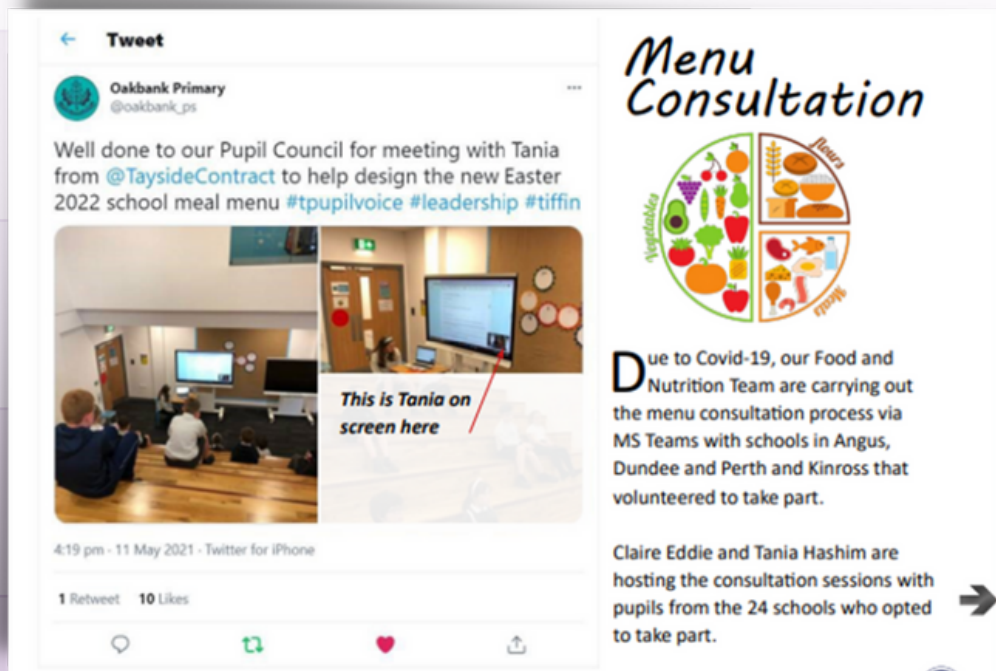 Tweet
Oakbank Primary
@oakbank_ps
Well done to our Pupil Council for meeting with Tania
from @TaysideContract to help design the new Easter
2022 school meal menu #tpupilvoice #leadership #tiffin
This is Tania on
screen here
4:19 pm · 11 May 2021 · Twitter for iPhone
1 Retweet 10 Likes
Menu
Consultation
Vegetables
flours
Meals
Due to Covid-19, our Food and
Nutrition Team are carrying out
the menu consultation process via
MS Teams with schools in Angus,
Dundee and Perth and Kinross that
volunteered to take part.
Claire Eddie and Tania Hashim are
hosting the consultation sessions with
pupils from the 24 schools who opted
to take part.